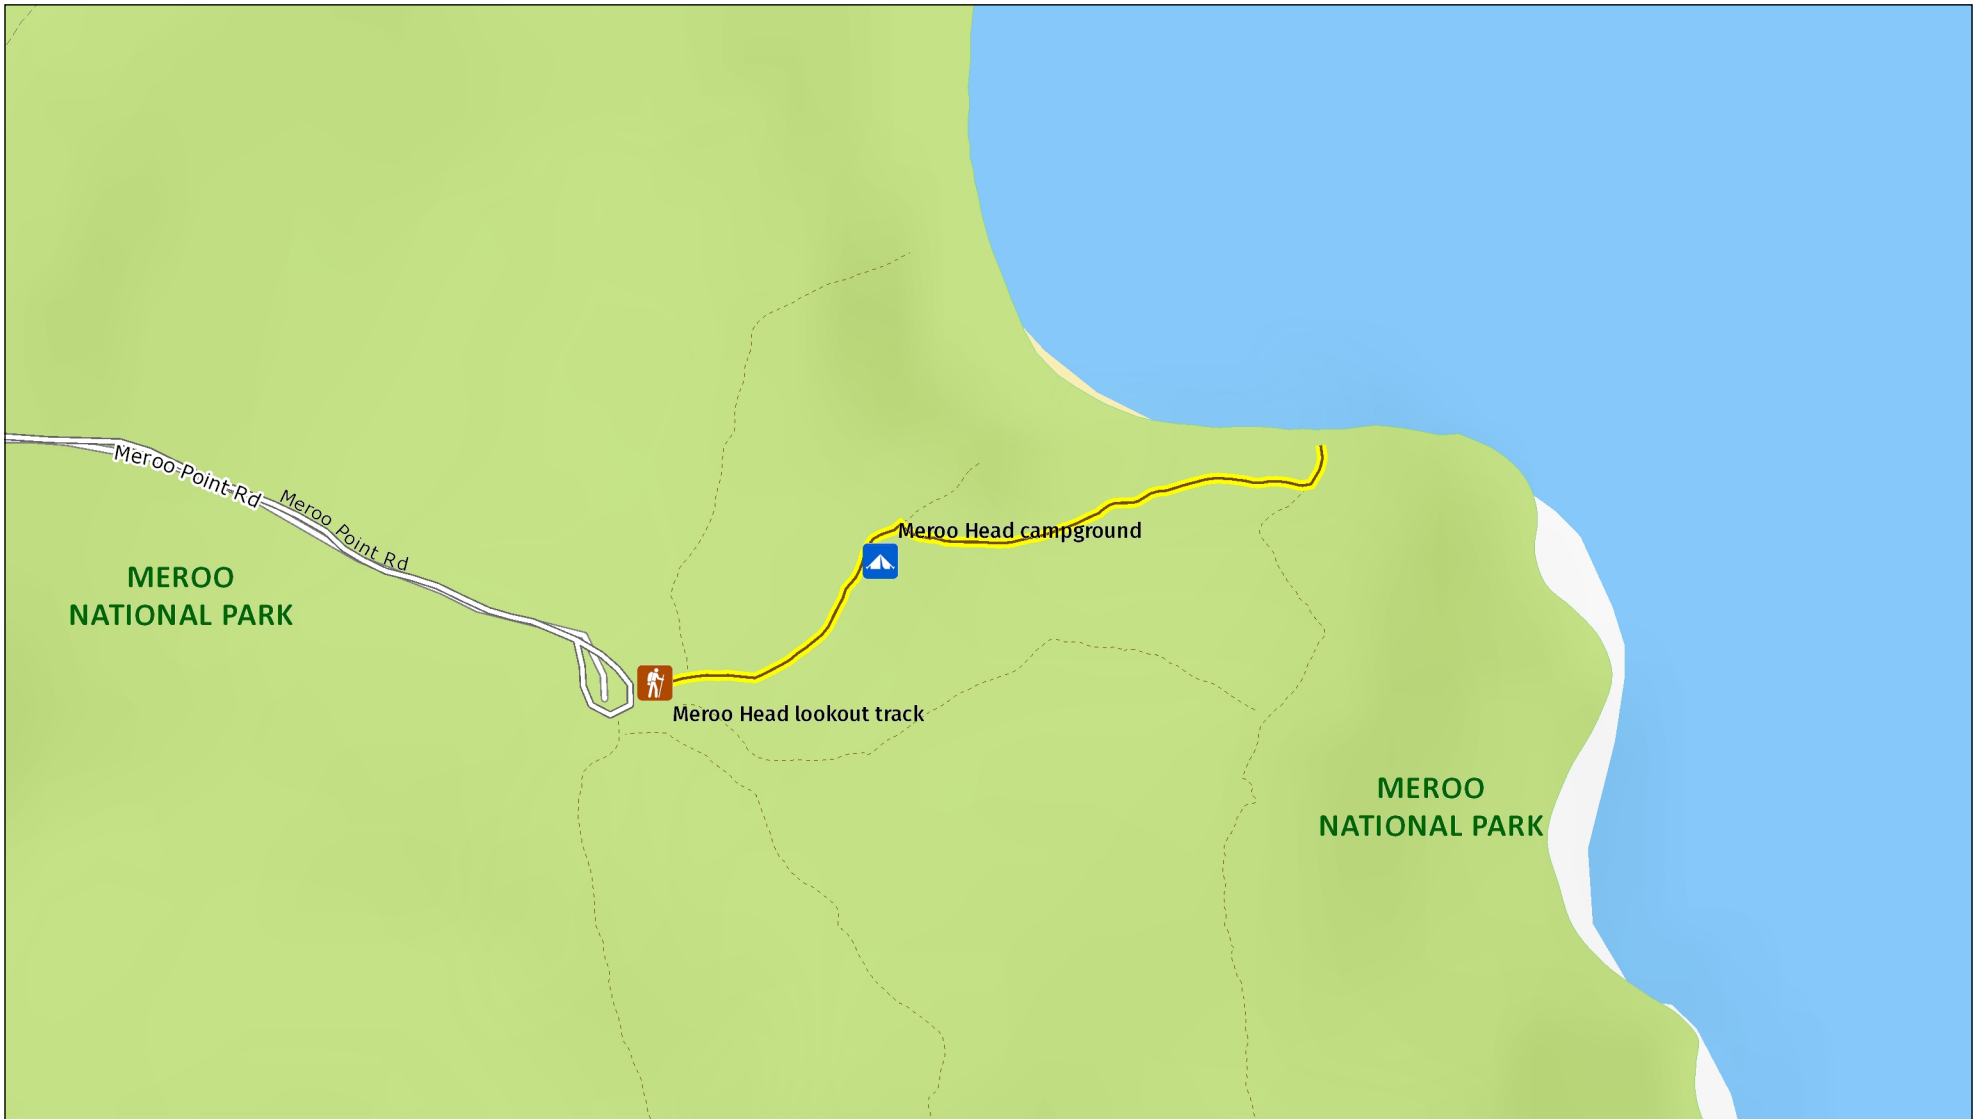 Meroo Point Rd
Meroo Point Rd
Meroo Head campground
MEROO
NATIONAL PARK
Meroo Head lookout track
MEROO
NATIONAL PARK